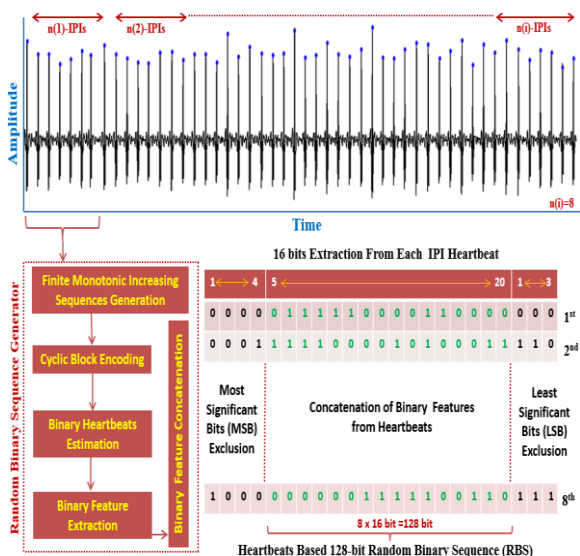 n(1)-IPIs
n(2)-IPIs
n(i)-IPIs
Amplitude
n(i)=8
Time
16 bits Extraction From Each IPI Heartbeat
1 4 5 20 1 3
0 0 0 0 0 1 1 1 1 1 0 0 0 0 1 1 0 0 0 0 0 0 0 1st
0 0 0 1 1 1 1 1 0 0 0 1 0 1 0 0 0 0 1 1 1 1 0 2nd
Random Binary Sequence Generator
Finite Monotonic Increasing
Sequences Generation
Cyclic Block Encoding
Binary Heartbeats
Estimation
Binary Feature
Extraction
Binary Feature Concatenation
Most
Significant
Bits (MSB)
Exclusion
Concatenation of Binary Features
from Heartbeats
Least
Significant
Bits (LSB)
Exclusion
1 0 0 0 0 0 0 0 0 0 1 1 1 1 1 0 0 1 1 0 1 1 1 8th
8 x 16 bit =128 bit
Heartbeats Based 128-bit Random Binary Sequence (RBS)